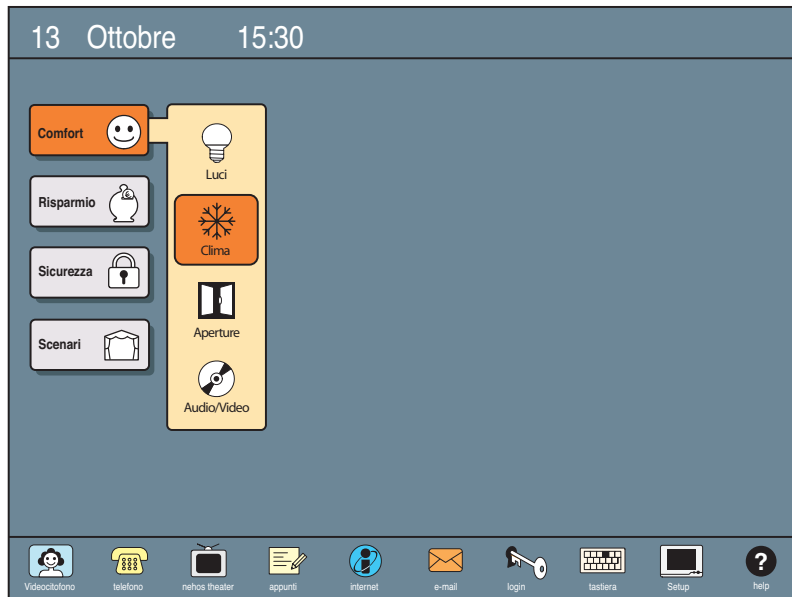 13 Ottobre 15:30
Comfort
Risparmio
Sicurezza
Scenari
Luci
Clima
Aperture
Audio/Video
Videocitofono telefono nehos theater appunti internet e-mail login tastiera Setup help